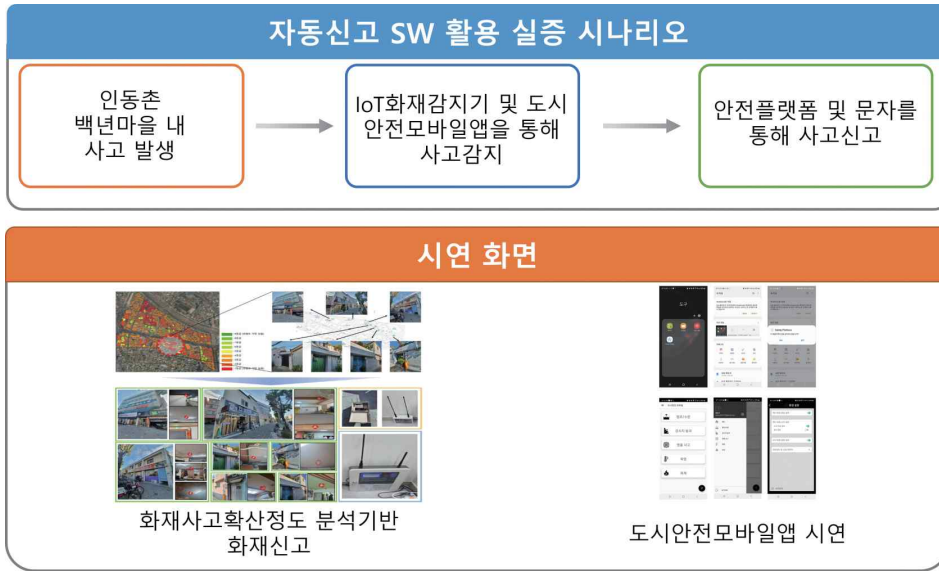 자동신고 SW 활용 실증 시나리오
인동촌
백년마을 내
사고 발생
IoT화재감지기 및 도시
안전모바일앱을 통해
사고감지
안전플랫폼 및 문자를
통해 사고신고
시연 화면
도구
화재사고확산정도 분석기반
화재신고
도시안전모바일앱 시연